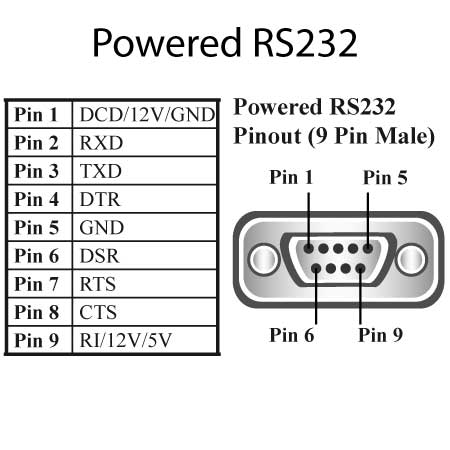 Powered RS232
Pin 1 DCD/12V/GND
Pin 2 RXD
Pin 3 TXD
Pin 4 DTR
Pin 5 GND
Pin 6 DSR
Pin 7 RTS
Pin 8 CTS
Pin 9 RI/12V/5V
Powered RS232
Pinout (9 Pin Male)
Pin 1 Pin 5
Pin 6 Pin 9